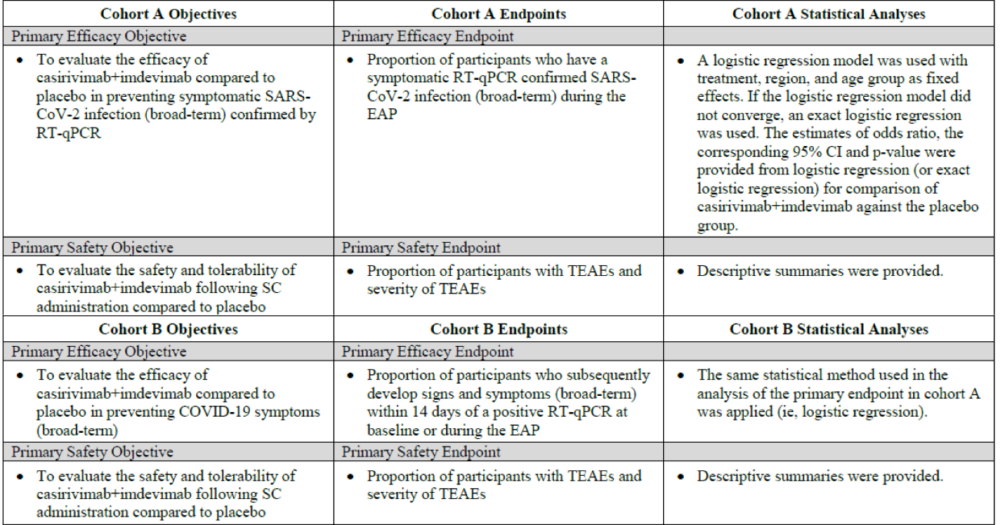 Cohort A Objectives
Cohort A Endpoints
Cohort A Statistical Analyses
Primary Efficacy Objective
Primary Efficacy Endpoint
• To evaluate the efficacy of
casirivimab+imdevimab compared to
placebo in preventing symptomatic SARS-
CoV-2 infection (broad-term) confirmed by
RT-qPCR
• Proportion of participants who have a
symptomatic RT-qPCR confirmed SARS-
CoV-2 infection (broad-term) during the
EAP
• A logistic regression model was used with
treatment, region, and age group as fixed
effects. If the logistic regression model did
not converge, an exact logistic regression
was used. The estimates of odds ratio, the
corresponding 95% CI and p-value were
provided from logistic regression (or exact
logistic regression) for comparison of
casirivimab+imdevimab against the placebo
group.
Primary Safety Objective
Primary Safety Endpoint
• To evaluate the safety and tolerability of
casirivimab+imdevimab following SC
administration compared to placebo
• Proportion of participants with TEAEs and
severity of TEAEs
• Descriptive summaries were provided.
Cohort B Objectives
Cohort B Endpoints
Cohort B Statistical Analyses
Primary Efficacy Objective
Primary Efficacy Endpoint
• To evaluate the efficacy of
casirivimab+imdevimab compared to
placebo in preventing COVID-19 symptoms
(broad-term)
• Proportion of participants who subsequently
develop signs and symptoms (broad-term)
within 14 days of a positive RT-qPCR at
baseline or during the EAP
• The same statistical method used in the
analysis of the primary endpoint in cohort A
was applied (ie, logistic regression).
Primary Safety Objective
Primary Safety Endpoint
• To evaluate the safety and tolerability of
casirivimab+imdevimab following SC
administration compared to placebo
• Proportion of participants with TEAEs and
severity of TEAEs
• Descriptive summaries were provided.